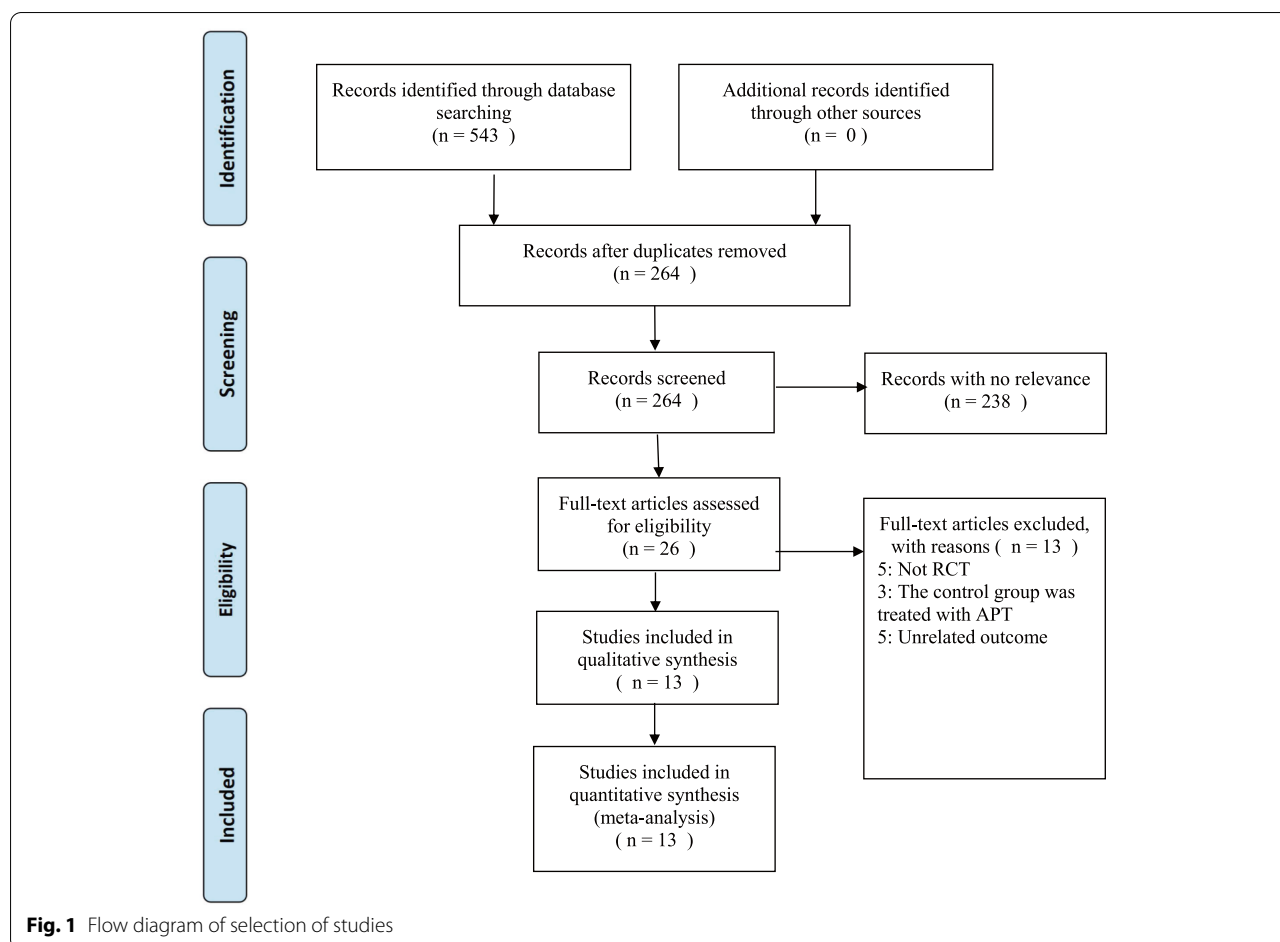 Identification
Records identified through database
searching
(n = 543 )
Additional records identified
through other sources
(n = 0 )
Records after duplicates removed
(n = 264 )
Screening
Records screened
(n = 264 )
Records with no relevance
(n = 238 )
Eligibility
Full-text articles assessed
for eligibility
(n = 26 )
Full-text articles excluded,
with reasons ( n = 13 )
5: Not RCT
3: The control group was
treated with APT
5: Unrelated outcome
Studies included in
qualitative synthesis
( n = 13 )
Included
Studies included in
quantitative synthesis
(meta-analysis)
( n = 13 )
Fig. 1 Flow diagram of selection of studies